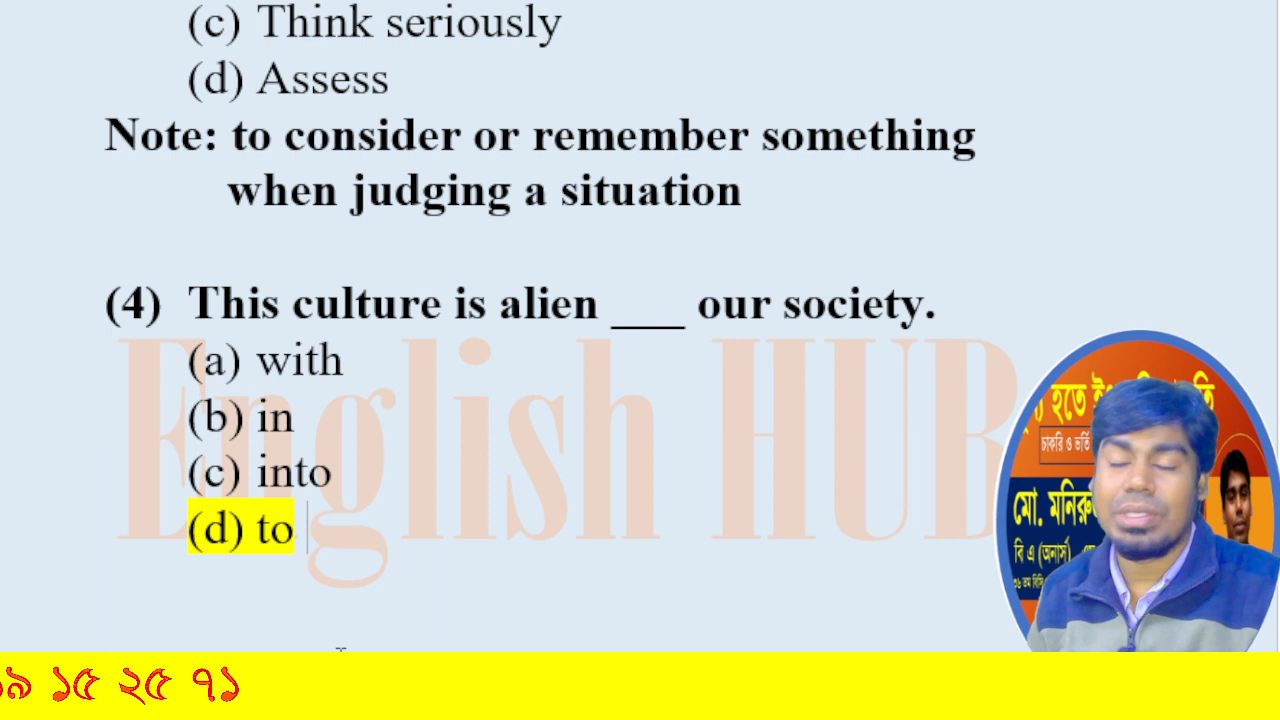 (c) Think seriously
(d) Assess
Note: to consider or remember something
when judging a situation
(4) This culture is alien ___ our society.
(a) with
(b) in
(c) into
(d) to
English HUB
হতে
চাকরি ও ভর্তি
মো.
বি এ (অনার্স)
১৫ ২৫ ৭১